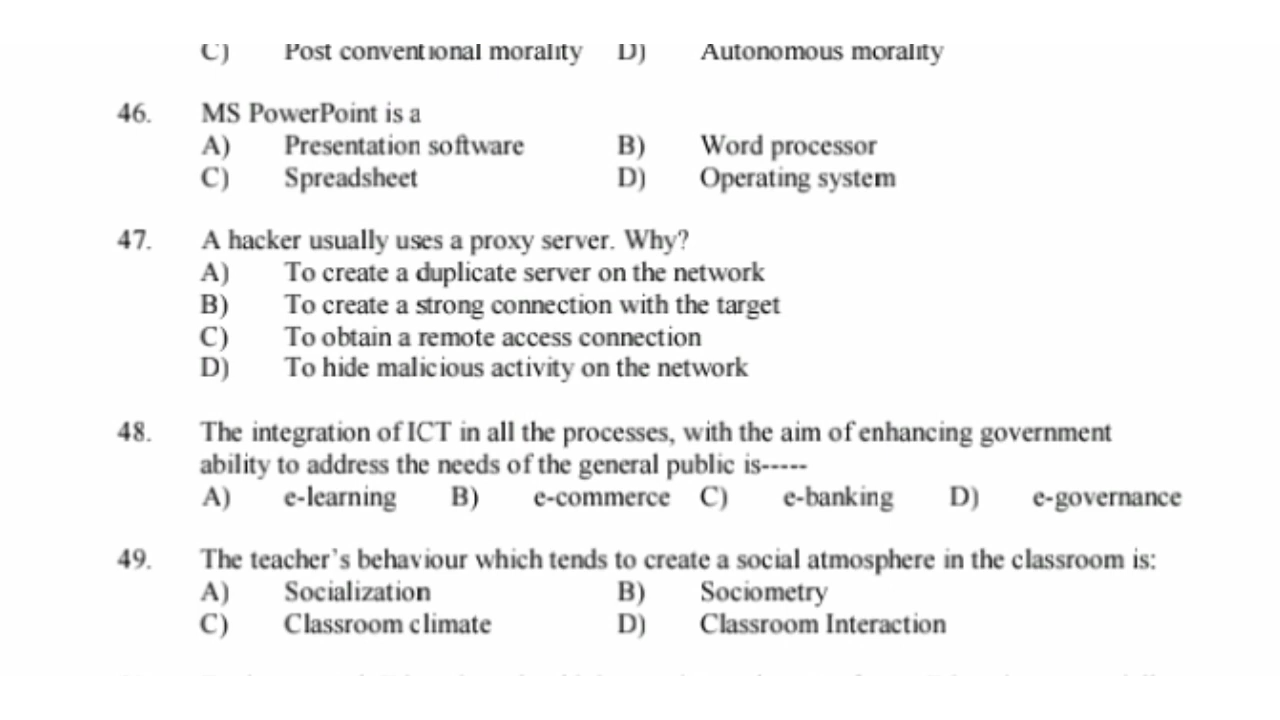 C) Post conventional morality D) Autonomous morality
46. MS PowerPoint is a
A) Presentation software B) Word processor
C) Spreadsheet D) Operating system
47. A hacker usually uses a proxy server. Why?
A) To create a duplicate server on the network
B) To create a strong connection with the target
C) To obtain a remote access connection
D) To hide malicious activity on the network
48. The integration of ICT in all the processes, with the aim of enhancing government
ability to address the needs of the general public is-----
A) e-learning B) e-commerce C) e-banking D) e-governance
49. The teacher's behaviour which tends to create a social atmosphere in the classroom is:
A) Socialization B) Sociometry
C) Classroom climate D) Classroom Interaction